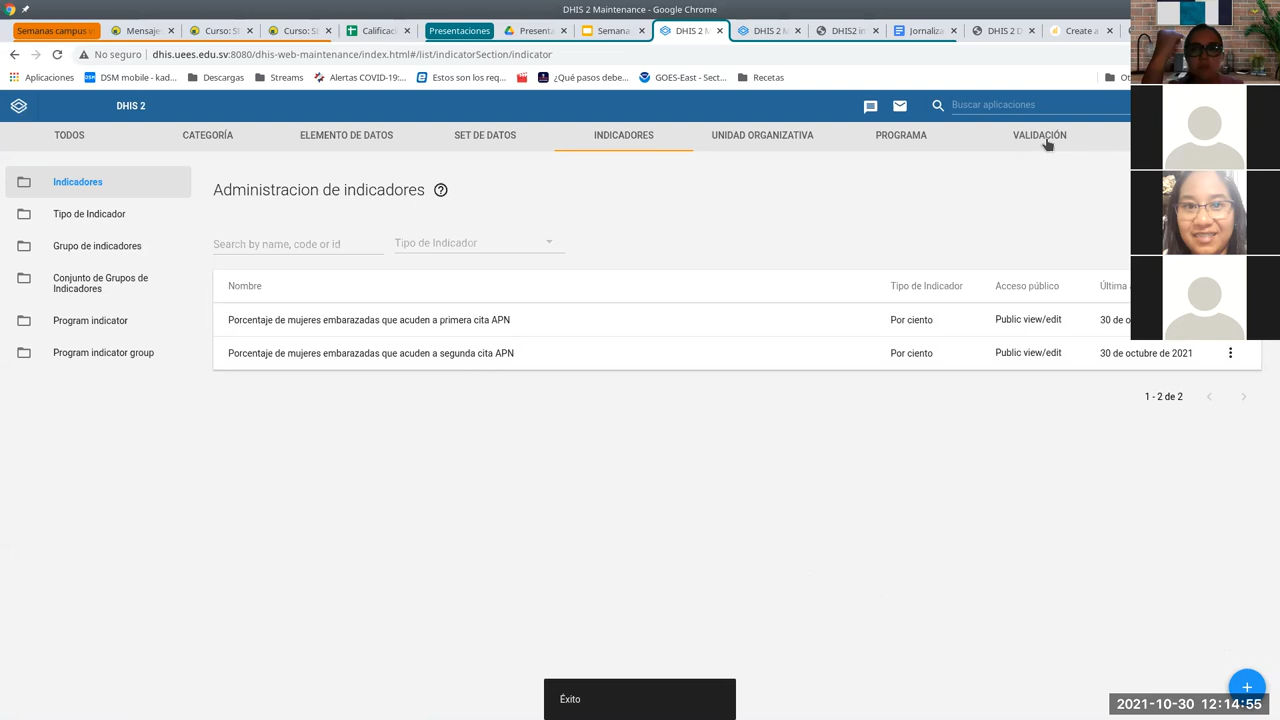 DHIS 2 Maintenance - Google Chrome
Semanas campus v
Mensaje
Curso: SI
Curso: SI
Calificac
Presentaciones
Present
Semana
DHIS 2 M
DHIS 2 M
DHIS2 in
Jornaliza
DHIS 2 D
Create a
No seguro
dhis.uees.edu.sv:8080/dhis-web-maintenance/index.html#/list/indicatorSection/indicator
Aplicaciones
DSM mobile - kad...
Descargas
Streams
Alertas COVID-19:...
Estos son los req...
¿Qué pasos debe...
GOES-East - Sect...
Recetas
Ot
DHIS 2
Buscar aplicaciones
TODOS
CATEGORÍA
ELEMENTO DE DATOS
SET DE DATOS
INDICADORES
UNIDAD ORGANIZATIVA
PROGRAMA
VALIDACIÓN
Indicadores
Tipo de Indicador
Grupo de indicadores
Conjunto de Grupos de
Indicadores
Program indicator
Program indicator group
Administracion de indicadores
Search by name, code or id
Tipo de Indicador
Nombre
Tipo de Indicador
Acceso público
Última a
Porcentaje de mujeres embarazadas que acuden a primera cita APN
Por ciento
Public view/edit
30 de o
Porcentaje de mujeres embarazadas que acuden a segunda cita APN
Por ciento
Public view/edit
30 de octubre de 2021
1 - 2 de 2
Éxito
2021-10-30 12:14:55